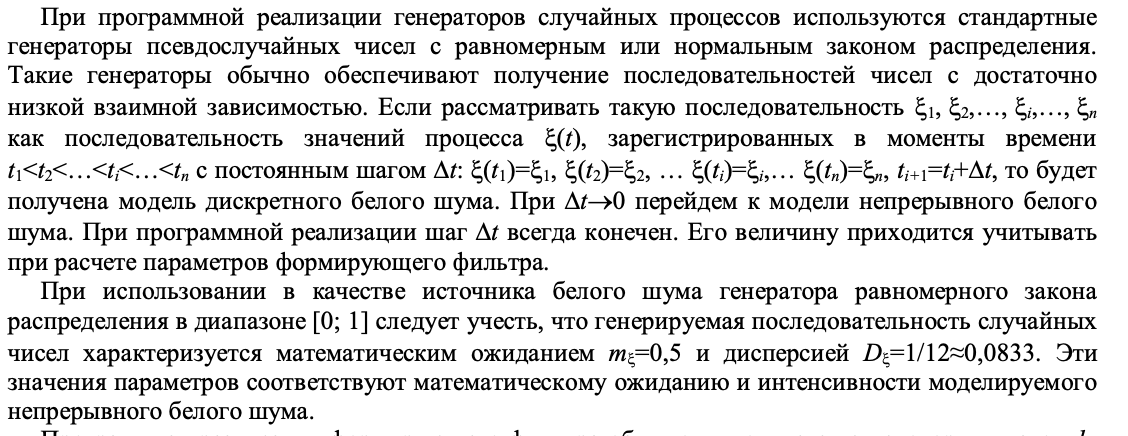 При программной реализации генераторов случайных процессов используются стандартные
генераторы псевдослучайных чисел с равномерным или нормальным законом распределения.
Такие генераторы обычно обеспечивают получение последовательностей чисел с достаточно
низкой взаимной зависимостью. Если рассматривать такую последовательность ξ₁, ξ₂,…, ξᵢ,…, ξₙ
как последовательность значений процесса ξ(t), зарегистрированных в моменты времени
t₁<t₂<…<tᵢ<…<tₙ с постоянным шагом Δt: ξ(t₁)=ξ₁, ξ(t₂)=ξ₂, … ξ(tᵢ)=ξᵢ,… ξ(tₙ)=ξₙ, tᵢ₊₁=tᵢ+Δt, то будет
получена модель дискретного белого шума. При Δt→0 перейдем к модели непрерывного белого
шума. При программной реализации шаг Δt всегда конечен. Его величину приходится учитывать
при расчете параметров формирующего фильтра.
При использовании в качестве источника белого шума генератора равномерного закона
распределения в диапазоне [0; 1] следует учесть, что генерируемая последовательность случайных
чисел характеризуется математическим ожиданием mξ=0,5 и дисперсией Dξ=1/12≈0,0833. Эти
значения параметров соответствуют математическому ожиданию и интенсивности моделируемого
непрерывного белого шума.